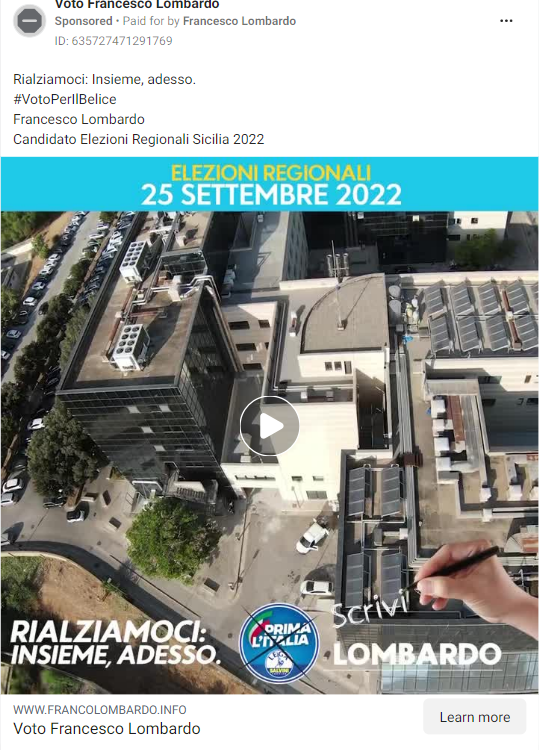 Voto Francesco Lombardo
Sponsored • Paid for by Francesco Lombardo
ID: 635727471291769
Rialziamoci: Insieme, adesso.
#VotoPerIlBelice
Francesco Lombardo
Candidato Elezioni Regionali Sicilia 2022
ELEZIONI REGIONALI
25 SETTEMBRE 2022
RIALZIAMOCI:
INSIEME, ADESSO.
PRIMA
L'ITALIA
LEGA
SALVINI
Scrivi
LOMBARDO
WWW.FRANCOLOMBARDO.INFO
Voto Francesco Lombardo
Learn more